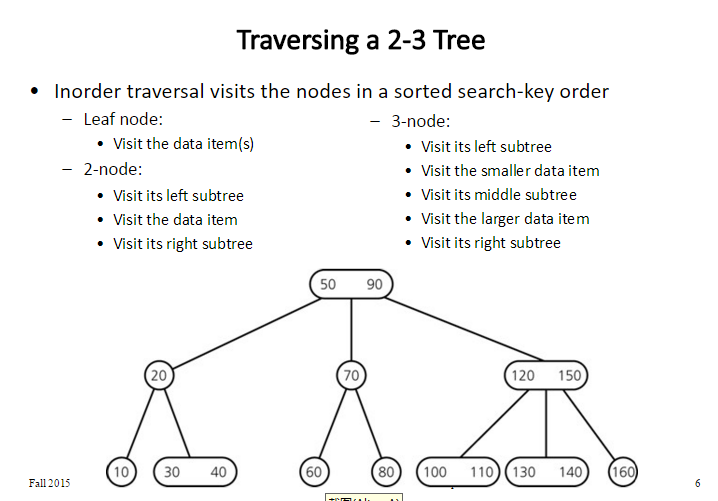 Traversing a 2-3 Tree
• Inorder traversal visits the nodes in a sorted search-key order
– Leaf node:
• Visit the data item(s)
– 2-node:
• Visit its left subtree
• Visit the data item
• Visit its right subtree
– 3-node:
• Visit its left subtree
• Visit the smaller data item
• Visit its middle subtree
• Visit the larger data item
• Visit its right subtree
50 90
20 70 120 150
10 30 40 60 80 100 110 130 140 160
Fall 2015
6